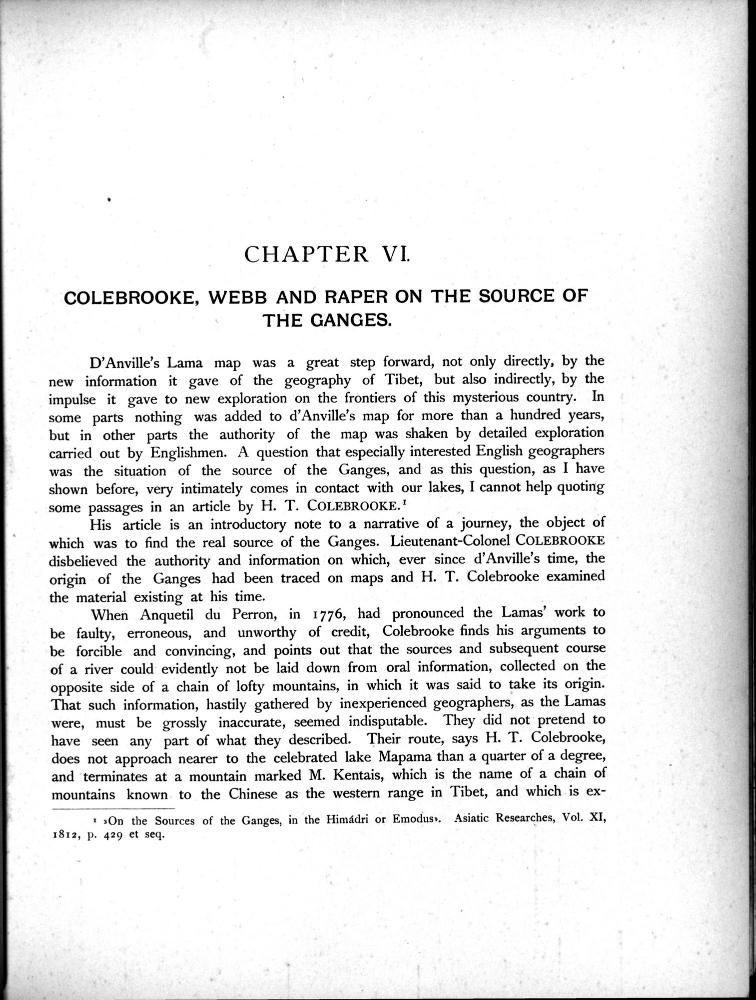 CHAPTER VI.
COLEBROOKE, WEBB AND RAPER ON THE SOURCE OF
THE GANGES.
D'Anville's Lama map was a great step forward, not only directly, by the
new information it gave of the geography of Tibet, but also indirectly, by the
impulse it gave to new exploration on the frontiers of this mysterious country. In
some parts nothing was added to d'Anville's map for more than a hundred years,
but in other parts the authority of the map was shaken by detailed exploration
carried out by Englishmen. A question that especially interested English geographers
was the situation of the source of the Ganges, and as this question, as I have
shown before, very intimately comes in contact with our lakes, I cannot help quoting
some passages in an article by H. T. COLEBROOKE.¹
His article is an introductory note to a narrative of a journey, the object of
which was to find the real source of the Ganges. Lieutenant-Colonel COLEBROOKE
disbelieved the authority and information on which, ever since d'Anville's time, the
origin of the Ganges had been traced on maps and H. T. Colebrooke examined
the material existing at his time.
When Anquetil du Perron, in 1776, had pronounced the Lamas' work to
be faulty, erroneous, and unworthy of credit, Colebrooke finds his arguments to
be forcible and convincing, and points out that the sources and subsequent course
of a river could evidently not be laid down from oral information, collected on the
opposite side of a chain of lofty mountains, in which it was said to take its origin.
That such information, hastily gathered by inexperienced geographers, as the Lamas
were, must be grossly inaccurate, seemed indisputable. They did not pretend to
have seen any part of what they described. Their route, says H. T. Colebrooke,
does not approach nearer to the celebrated lake Mapama than a quarter of a degree,
and terminates at a mountain marked M. Kentais, which is the name of a chain of
mountains known to the Chinese as the western range in Tibet, and which is ex-
¹ »On the Sources of the Ganges, in the Himádri or Emodus». Asiatic Researches, Vol. XI,
1812, p. 429 et seq.